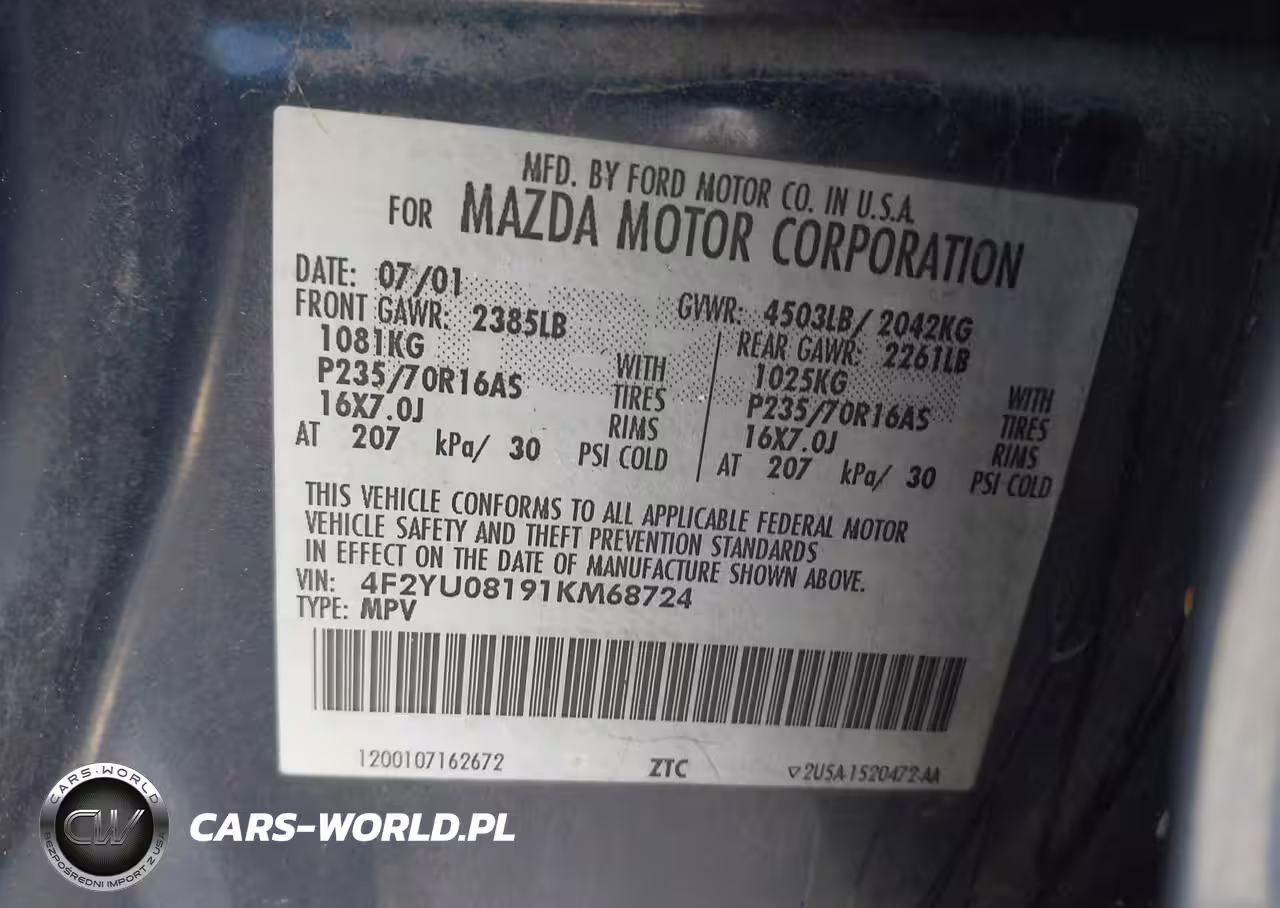 MFD. BY FORD MOTOR CO. IN U.S.A.
FOR MAZDA MOTOR CORPORATION
DATE: 07/01
GVWR: 4503LB/ 2042KG
FRONT GAWR: 2385LB
1081KG WITH
P235/70R16AS TIRES
16X7.0J RIMS
AT 207 kPa/ 30 PSI COLD
REAR GAWR: 2261LB
1025KG WITH
P235/70R16AS TIRES
16X7.0J RIMS
AT 207 kPa/ 30 PSI COLD
THIS VEHICLE CONFORMS TO ALL APPLICABLE FEDERAL MOTOR
VEHICLE SAFETY AND THEFT PREVENTION STANDARDS
IN EFFECT ON THE DATE OF MANUFACTURE SHOWN ABOVE.
VIN: 4F2YU08191KM68724
TYPE: MPV
1200107162672 ZTC 2U5A-1520472-AA
CARS-WORLD
CW
BEZPOŚREDNI IMPORT Z USA
CARS-WORLD.PL